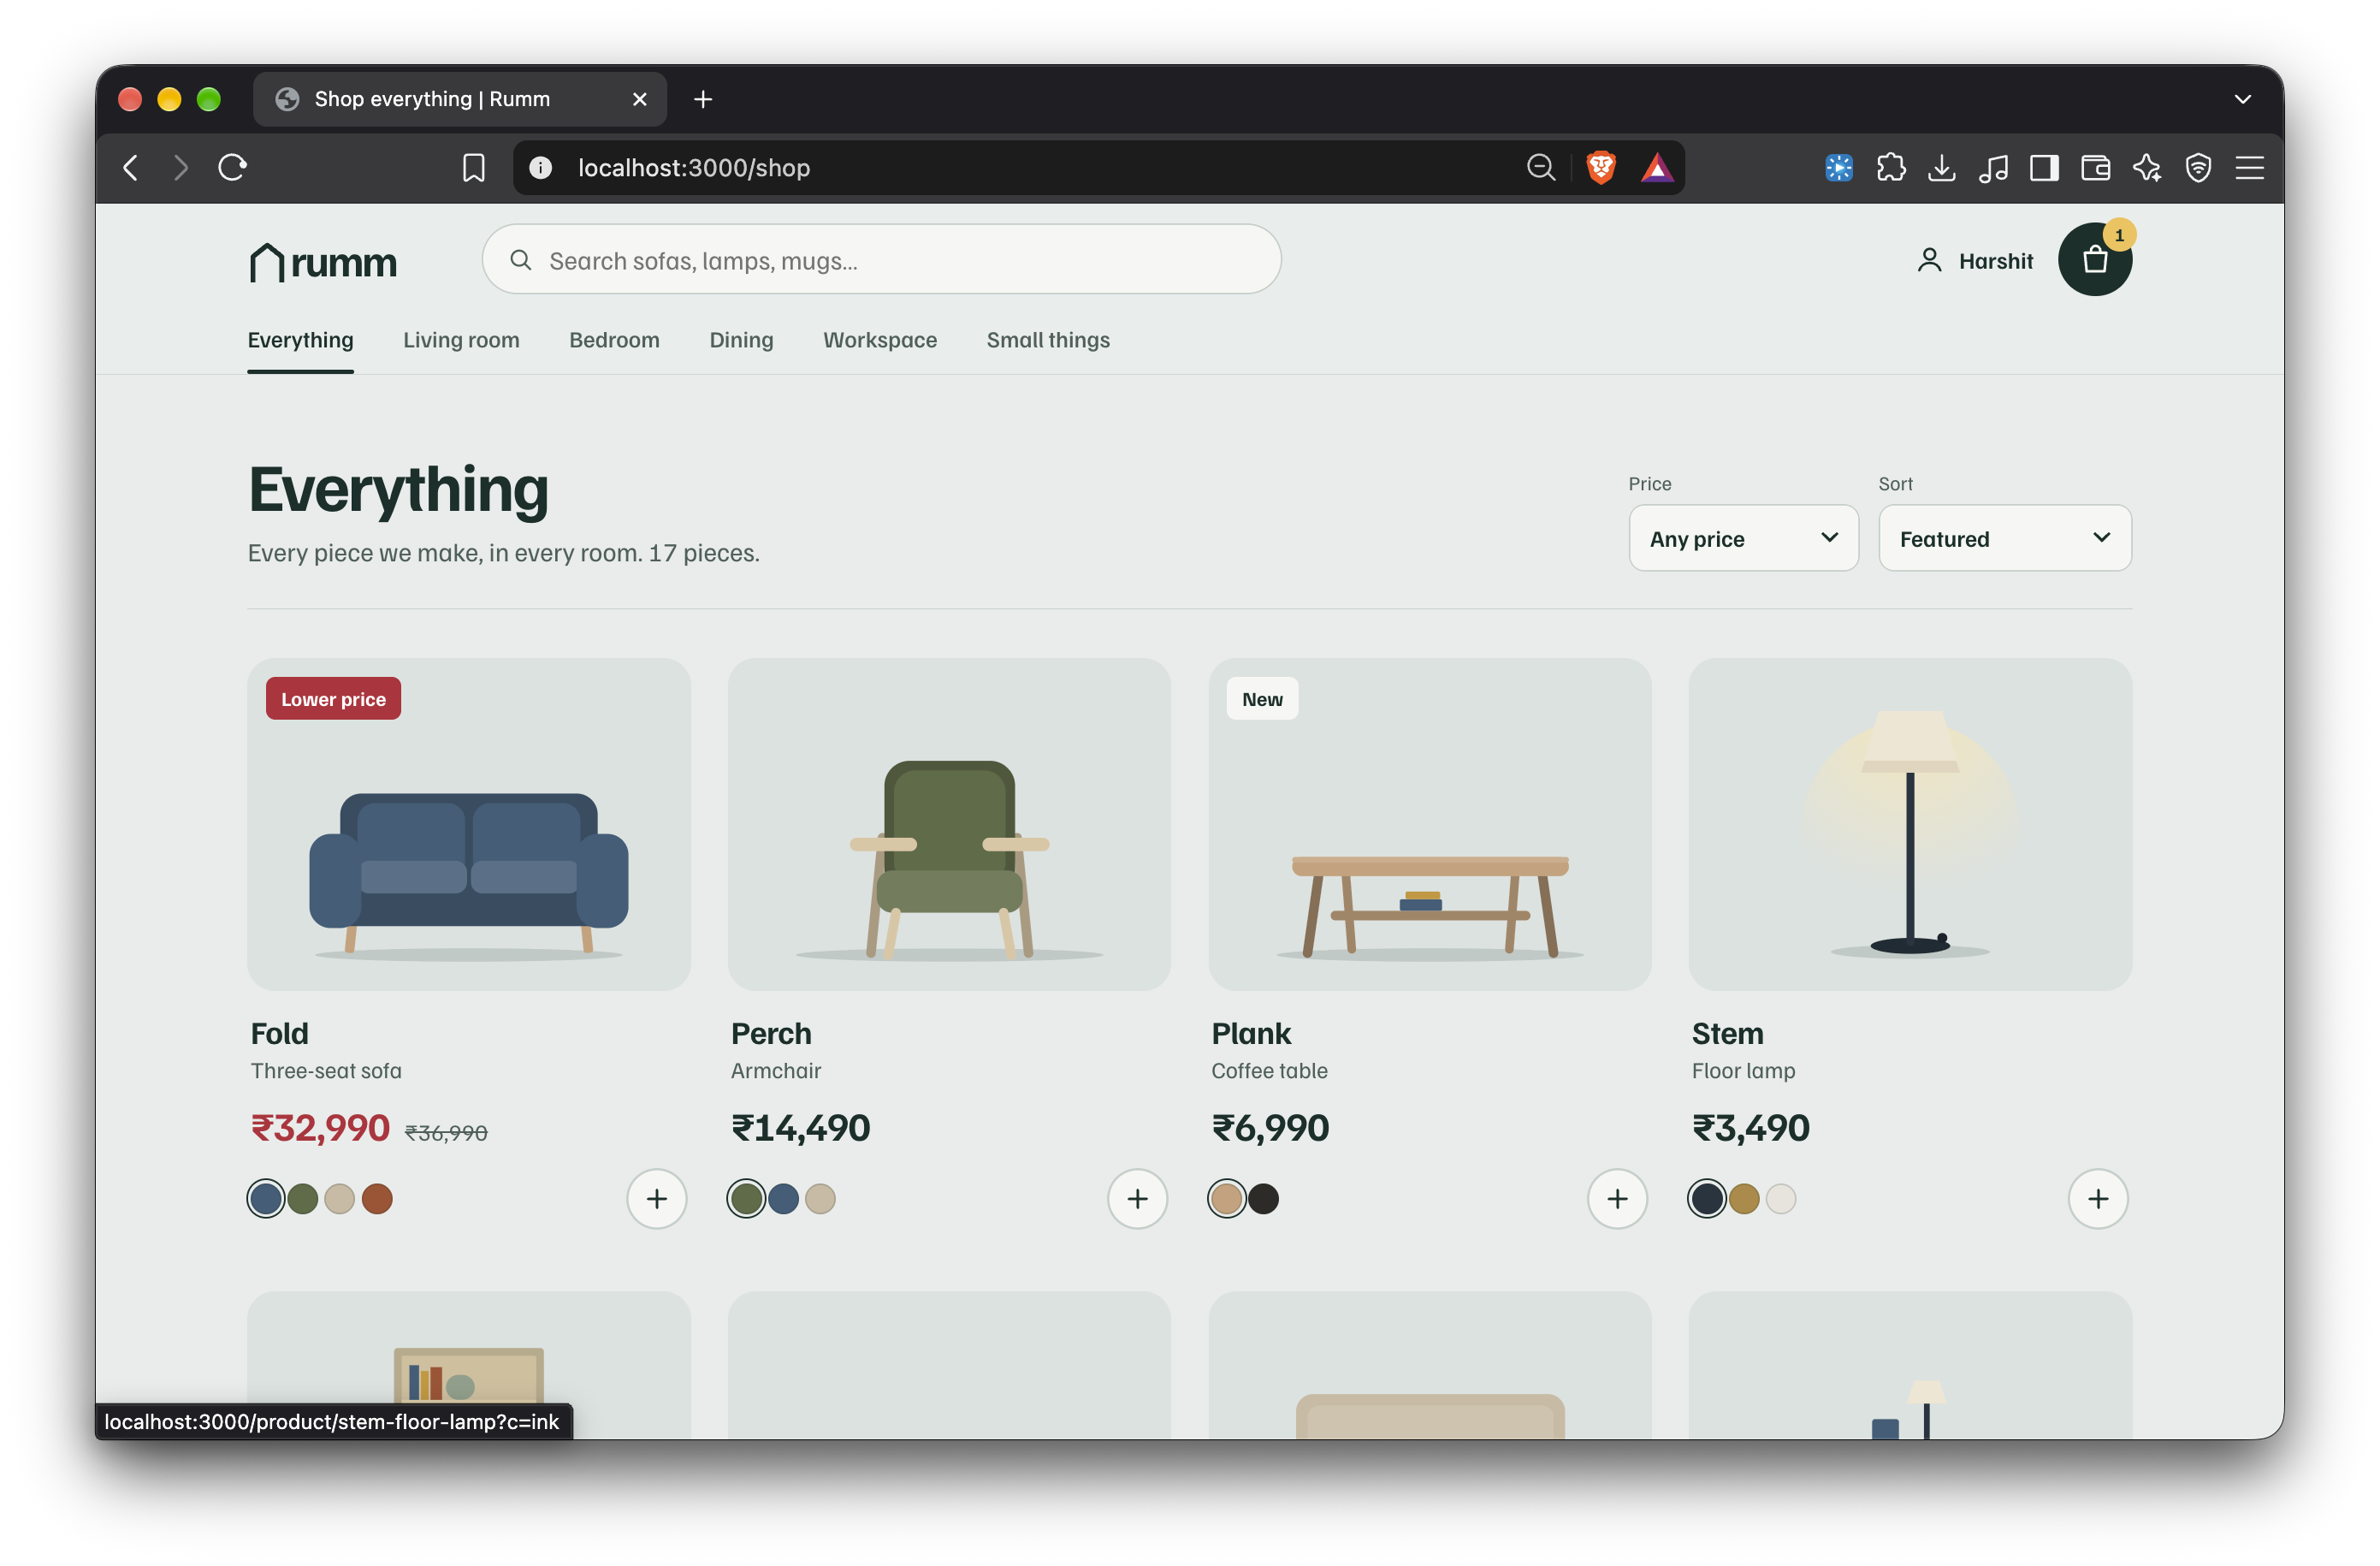 Shop everything | Rumm
localhost:3000/shop
rumm
Search sofas, lamps, mugs...
Harshit
1
Everything
Living room
Bedroom
Dining
Workspace
Small things
Everything
Every piece we make, in every room. 17 pieces.
Price
Any price
Sort
Featured
Lower price
New
Fold
Three-seat sofa
₹32,990 ₹36,990
Perch
Armchair
₹14,490
Plank
Coffee table
₹6,990
Stem
Floor lamp
₹3,490
localhost:3000/product/stem-floor-lamp?c=ink